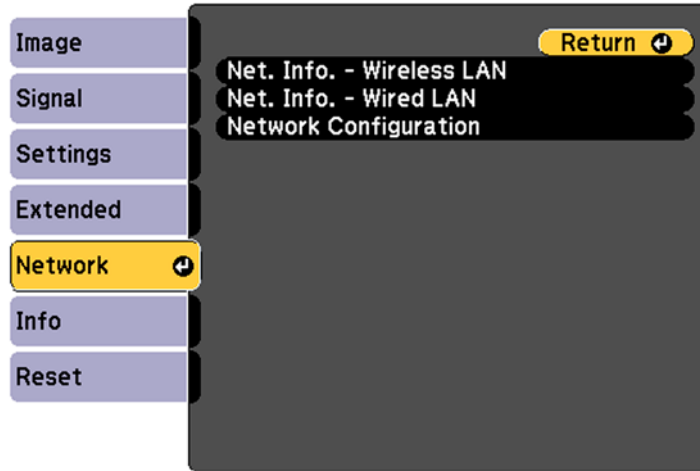 Image
Signal
Settings
Extended
Network
Info
Reset
Return
Net. Info. - Wireless LAN
Net. Info. - Wired LAN
Network Configuration